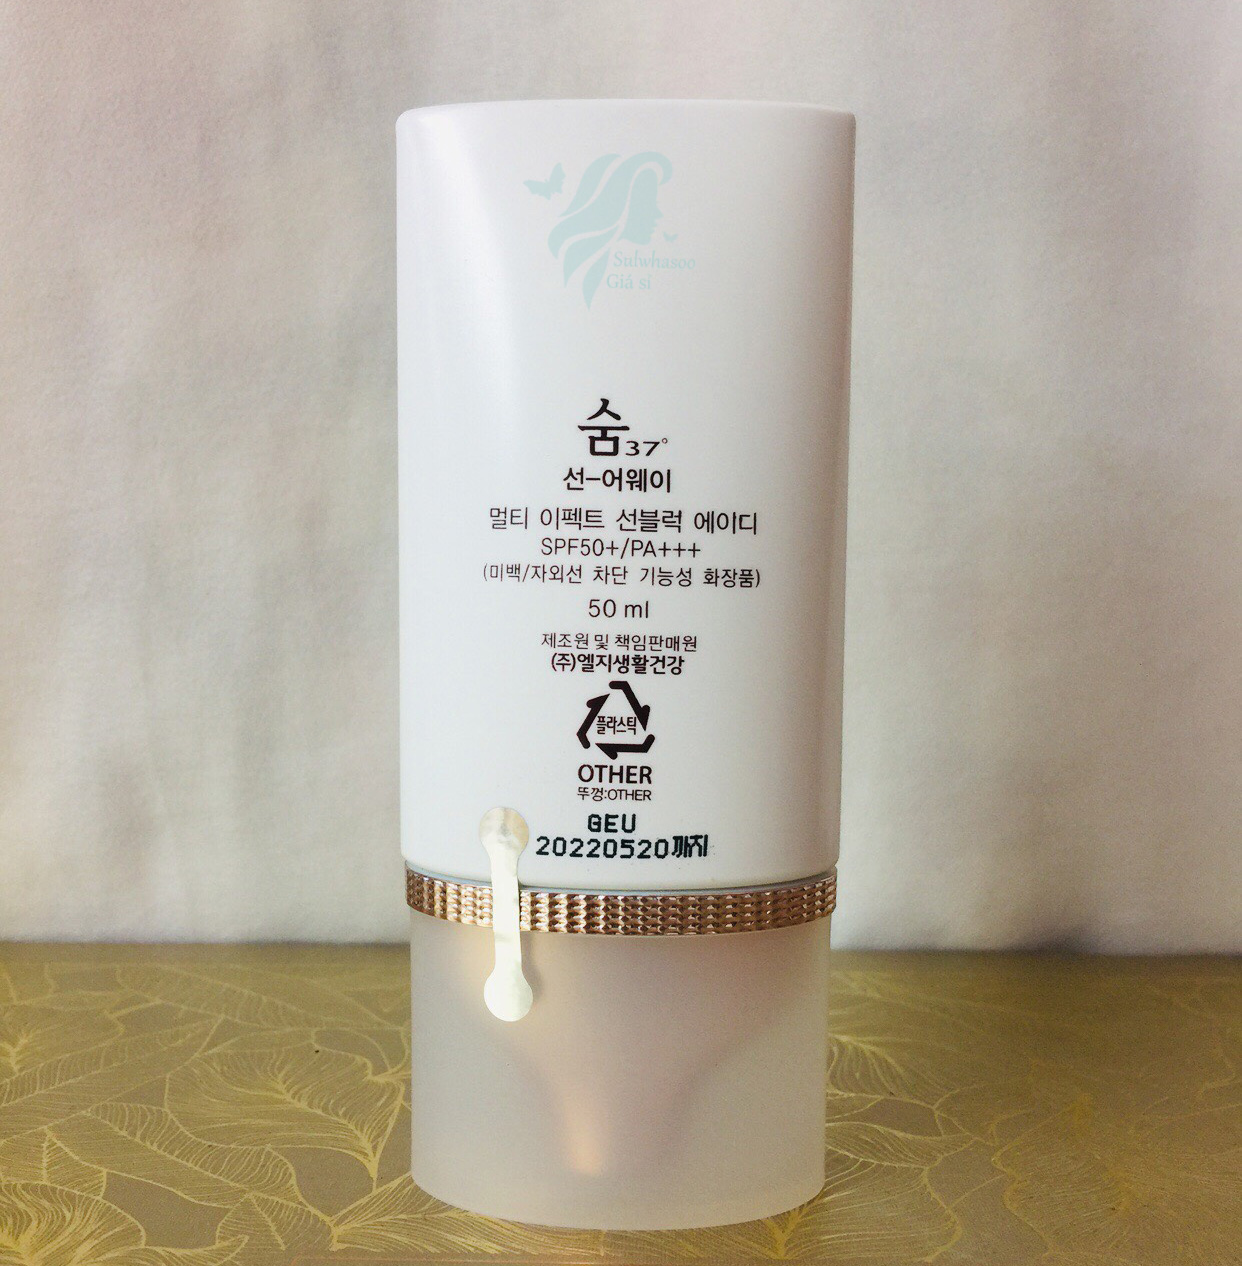 Sulwhasoo
Giá sỉ
숨37°
선-어웨이
멀티 이펙트 선블럭 에이디
SPF50+/PA+++
(미백/자외선 차단 기능성 화장품)
50 ml
제조원 및 책임판매원
(주)엘지생활건강
플라스틱
OTHER
뚜껑:OTHER
GEU
20220520까지